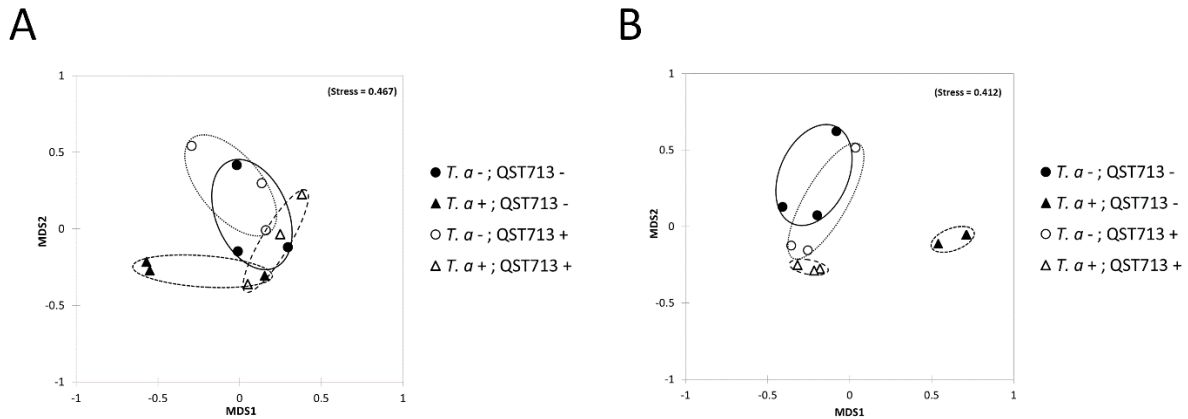 A
(Stress = 0.467)
1
0.5
0
-0.5
-1
MDS2
-1
-0.5
0
0.5
1
MDS1
T. a - ; QST713 -
T. a + ; QST713 -
T. a - ; QST713 +
T. a + ; QST713 +
B
(Stress = 0.412)
1
0.5
0
-0.5
-1
MDS2
-1
-0.5
0
0.5
1
MDS1
T. a - ; QST713 -
T. a + ; QST713 -
T. a - ; QST713 +
T. a + ; QST713 +